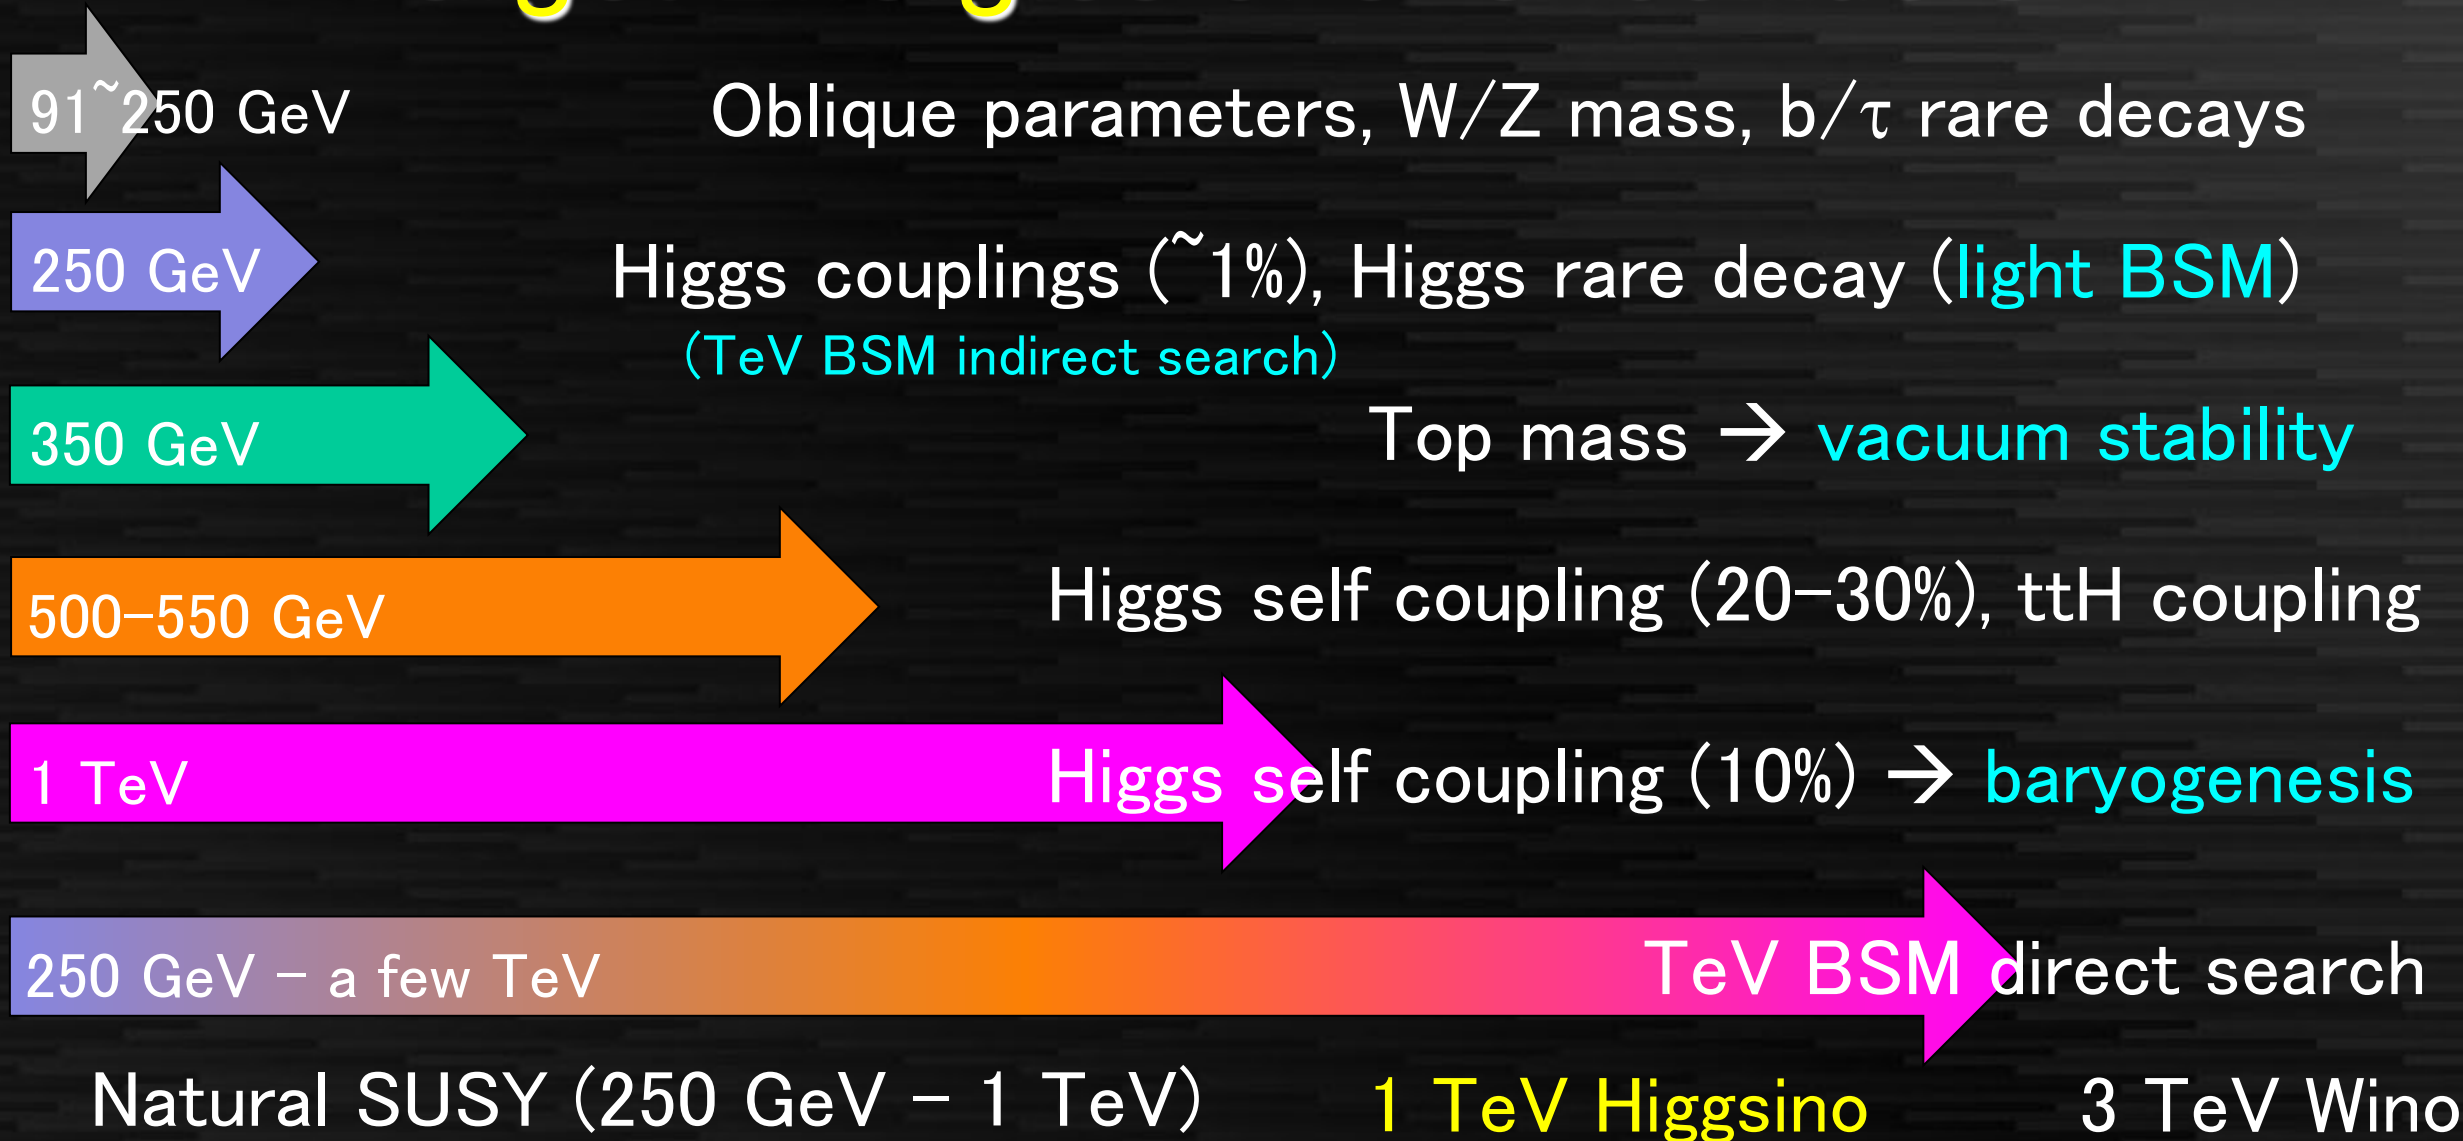 91~250 GeV Oblique parameters, W/Z mass, b/τ rare decays
250 GeV Higgs couplings (~1%), Higgs rare decay (light BSM)
(TeV BSM indirect search)
350 GeV Top mass → vacuum stability
500-550 GeV Higgs self coupling (20-30%), ttH coupling
1 TeV Higgs self coupling (10%) → baryogenesis
250 GeV - a few TeV TeV BSM direct search
Natural SUSY (250 GeV - 1 TeV) 1 TeV Higgsino 3 TeV Wino